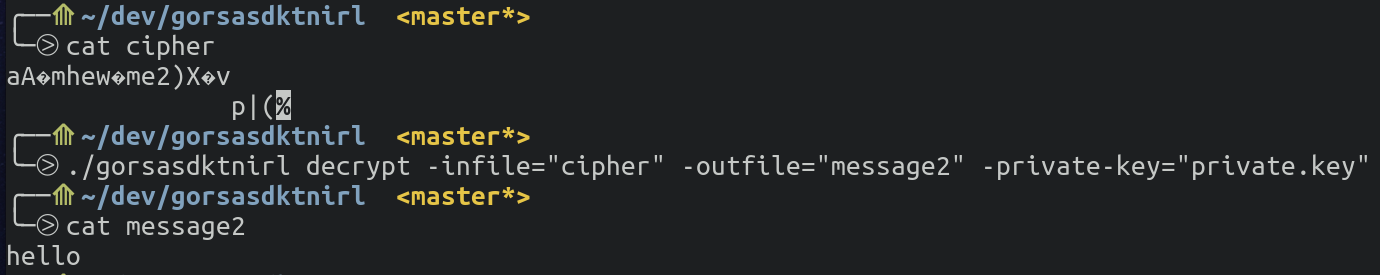 ~/dev/gorsasdktnirl <master*>
cat cipher
aA�mhew�me2)X�v
p|(%
~/dev/gorsasdktnirl <master*>
./gorsasdktnirl decrypt -infile="cipher" -outfile="message2" -private-key="private.key"
~/dev/gorsasdktnirl <master*>
cat message2
hello